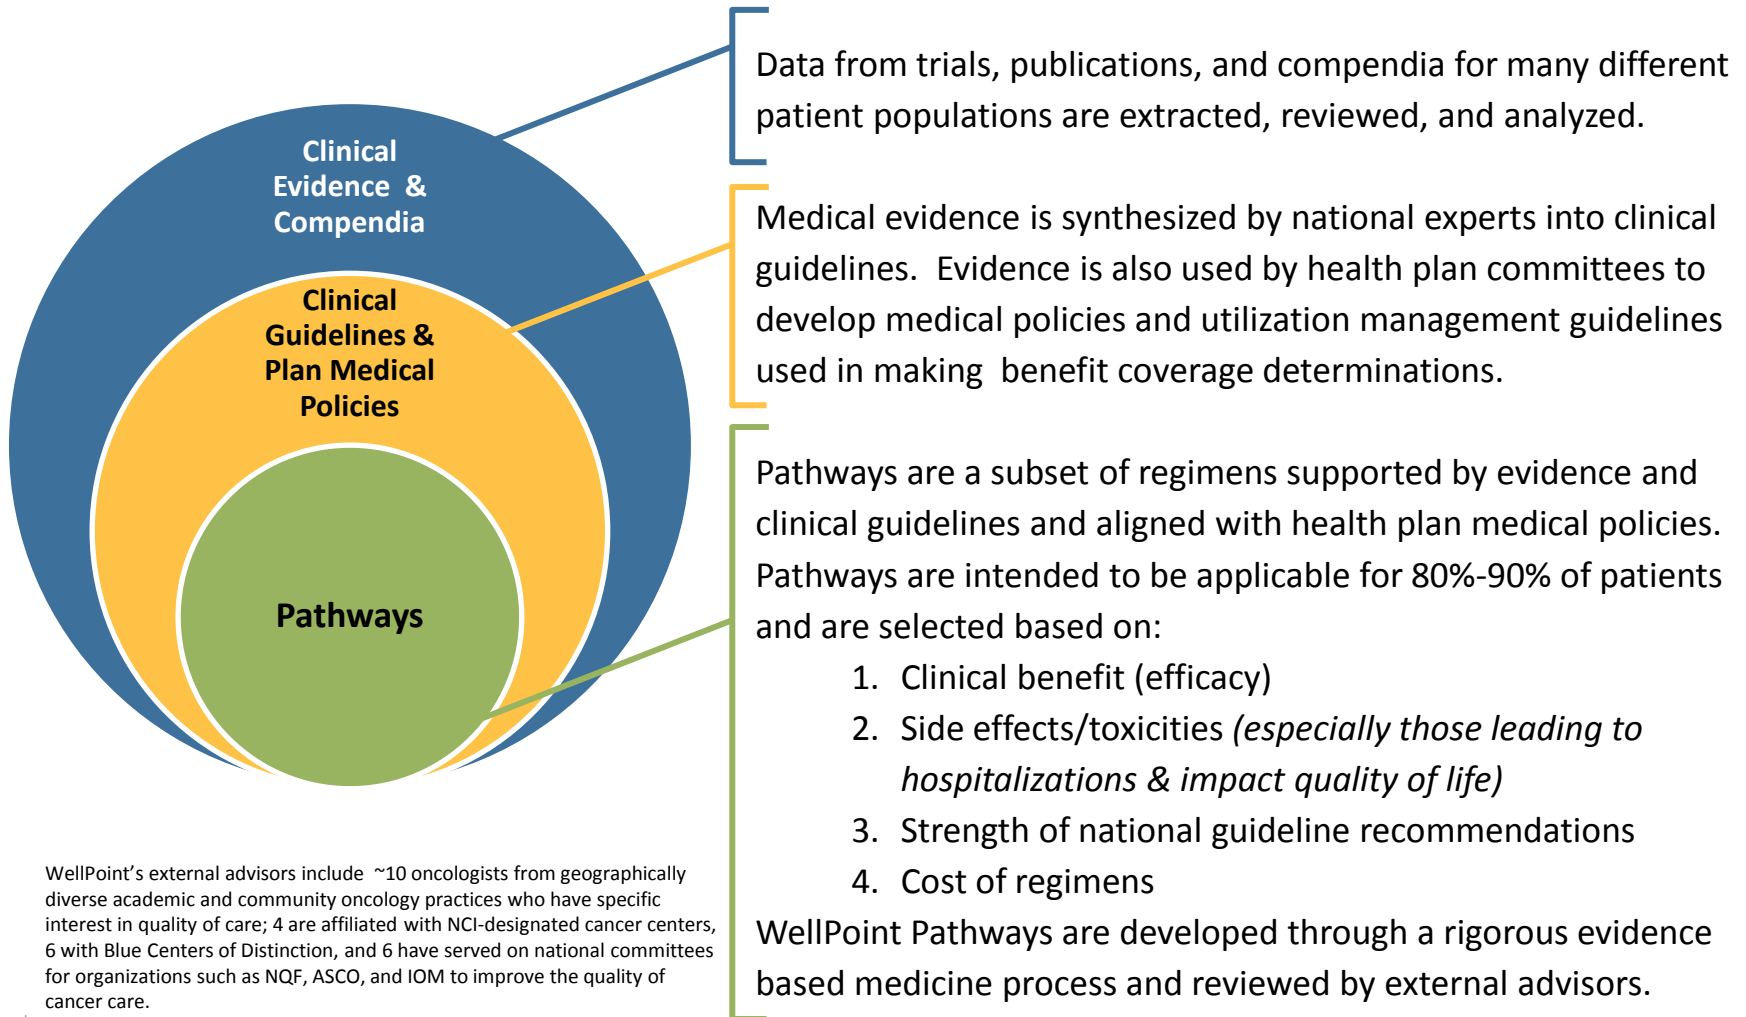 Clinical
Evidence & 
Compendia
Clinical
Guidelines &
Plan Medical
Policies
Pathways
Data from trials, publications, and compendia for many different
patient populations are extracted, reviewed, and analyzed.
Medical evidence is synthesized by national experts into clinical
guidelines. Evidence is also used by health plan committees to
develop medical policies and utilization management guidelines
used in making benefit coverage determinations.
Pathways are a subset of regimens supported by evidence and
clinical guidelines and aligned with health plan medical policies.
Pathways are intended to be applicable for 80%-90% of patients
and are selected based on:
1. Clinical benefit (efficacy)
2. Side effects/toxicities (especially those leading to
hospitalizations & impact quality of life)
3. Strength of national guideline recommendations
4. Cost of regimens
WellPoint Pathways are developed through a rigorous evidence
based medicine process and reviewed by external advisors.
WellPoint’s external advisors include ~10 oncologists from geographically
diverse academic and community oncology practices who have specific
interest in quality of care; 4 are affiliated with NCI-designated cancer centers,
6 with Blue Centers of Distinction, and 6 have served on national committees
for organizations such as NQF, ASCO, and IOM to improve the quality of
cancer care.